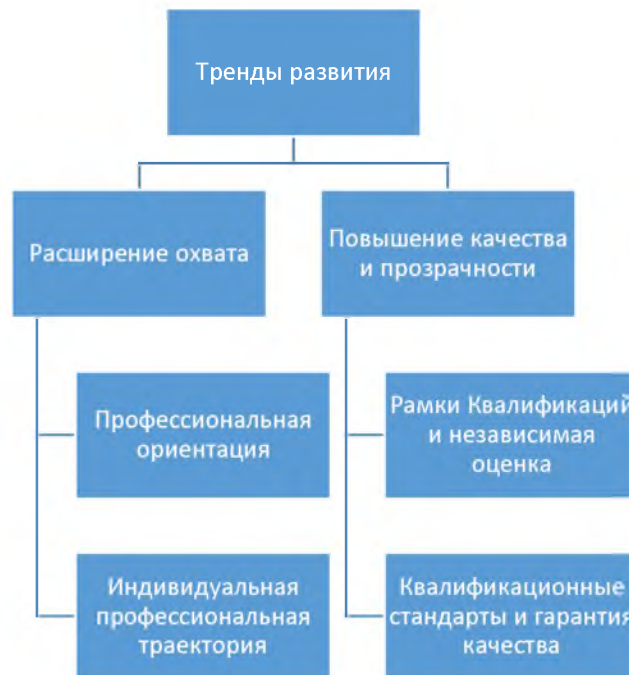 Тренды развития
Расширение охвата
Повышение качества
и прозрачности
Профессиональная
ориентация
Рамки Квалификаций
и независимая
оценка
Индивидуальная
профессиональная
траектория
Квалификационные
стандарты и гарантия
качества